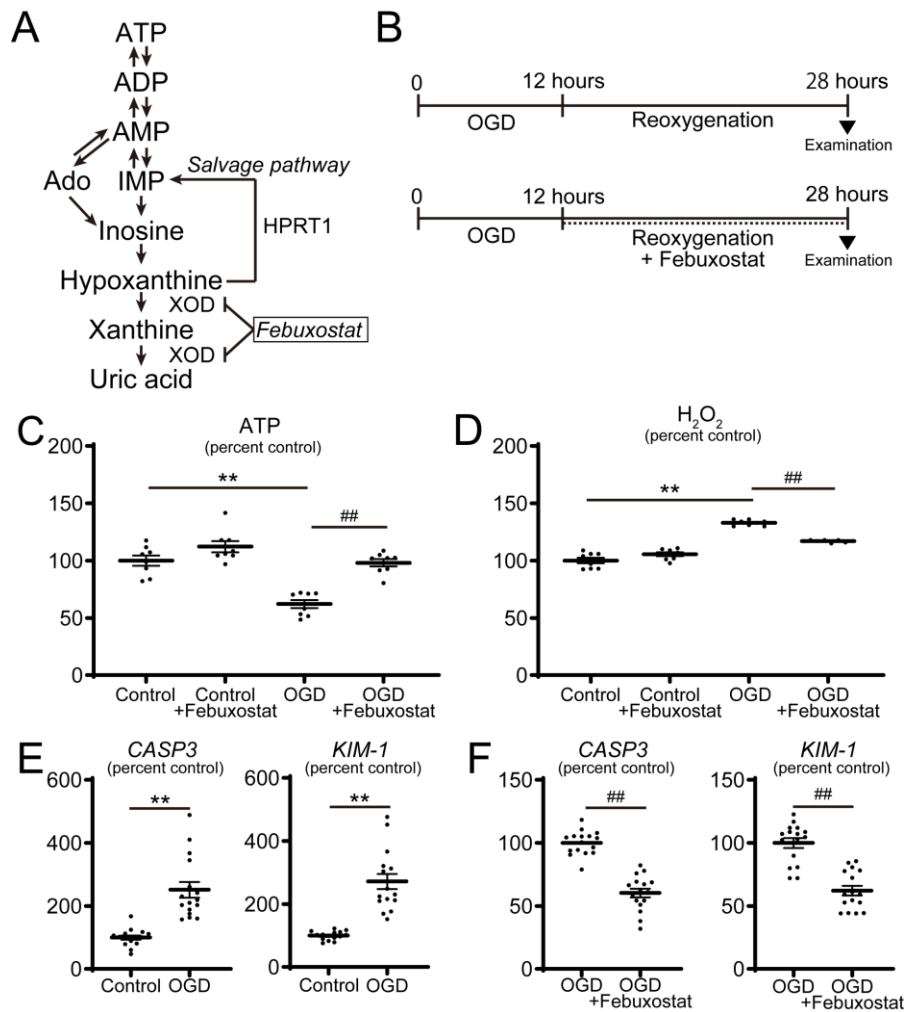 A
ATP
ADP
AMP
Salvage pathway
Ado
IMP
HPRT1
Inosine
Hypoxanthine
XOD
Xanthine
Febuxostat
XOD
Uric acid
B
0
12 hours
28 hours
OGD
Reoxygenation
Examination
0
12 hours
28 hours
OGD
Reoxygenation
+ Febuxostat
Examination
C
ATP
(percent control)
200
150
100
50
0
**
##
Control
Control
+Febuxostat
OGD
OGD
+Febuxostat
D
H₂O₂
(percent control)
200
150
100
50
0
**
##
Control
Control
+Febuxostat
OGD
OGD
+Febuxostat
E
CASP3
(percent control)
600
400
200
0
**
Control
OGD
KIM-1
(percent control)
600
400
200
0
**
Control
OGD
F
CASP3
(percent control)
150
100
50
0
##
OGD
OGD
+Febuxostat
KIM-1
(percent control)
150
100
50
0
##
OGD
OGD
+Febuxostat